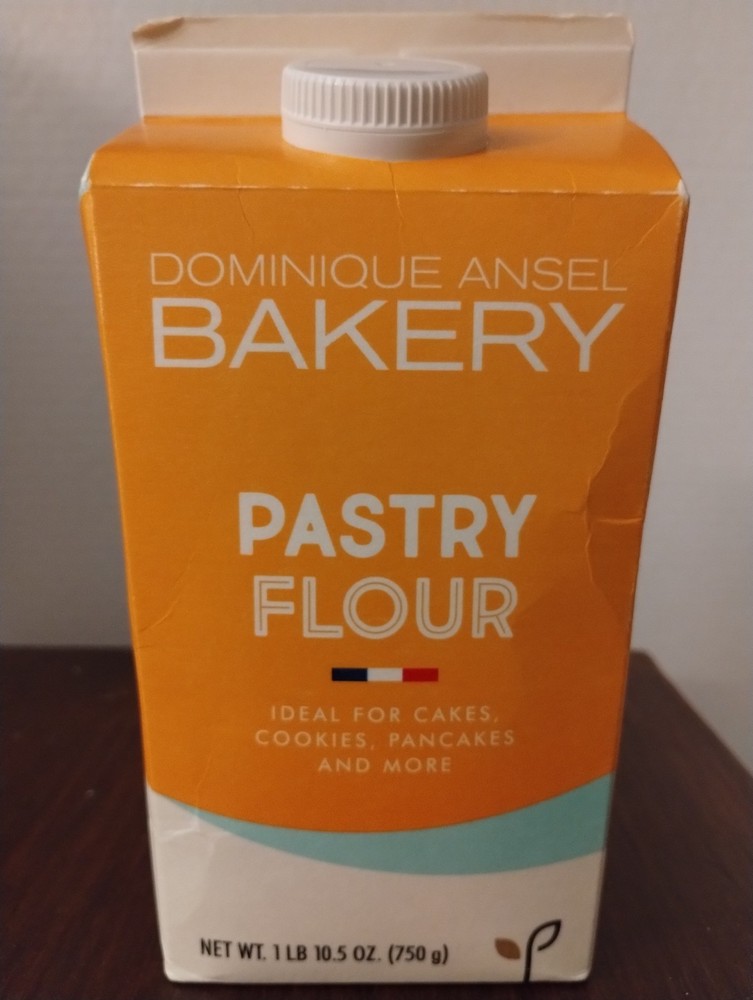 DOMINIQUE ANSEL
BAKERY
PASTRY
FLOUR
IDEAL FOR CAKES,
COOKIES, PANCAKES
AND MORE
NET WT. 1 LB 10.5 OZ. (750 g)